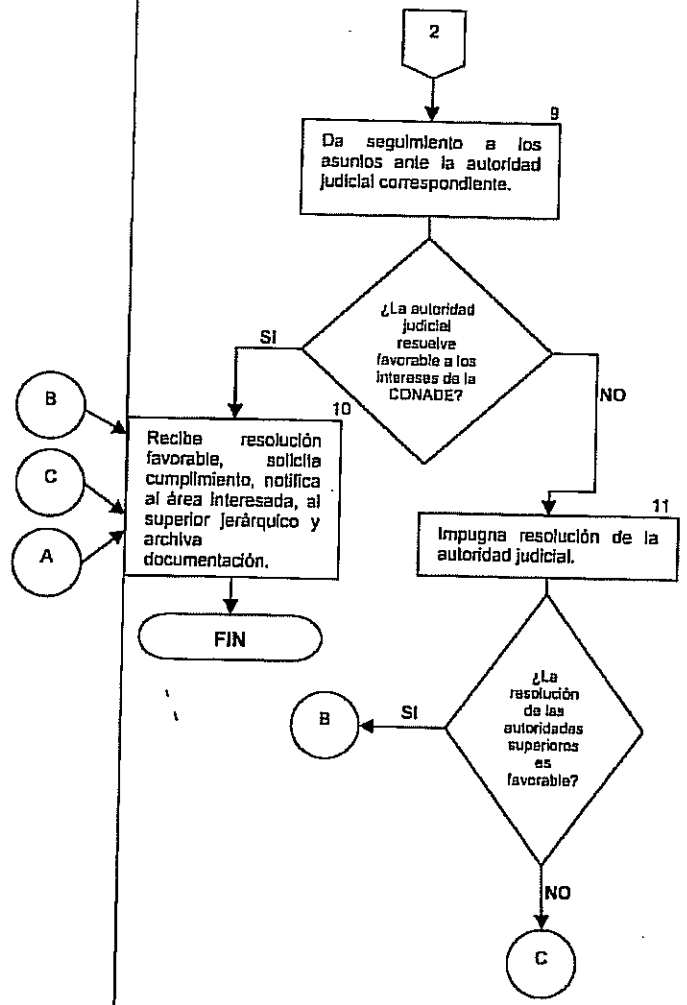 2
9
Da seguimiento a los
asuntos ante la autoridad
judicial correspondiente.
¿La autoridad
judicial
resuelve
favorable a los
intereses de la
CONADE?
SI
NO
B
C
A
10
Recibe resolución
favorable, solicita
cumplimiento, notifica
al área interesada, al
superior jerárquico y
archiva
documentación.
FIN
11
Impugna resolución de la
autoridad judicial.
¿La
resolución
de las
autoridades
superiores
es
favorable?
SI
B
NO
C